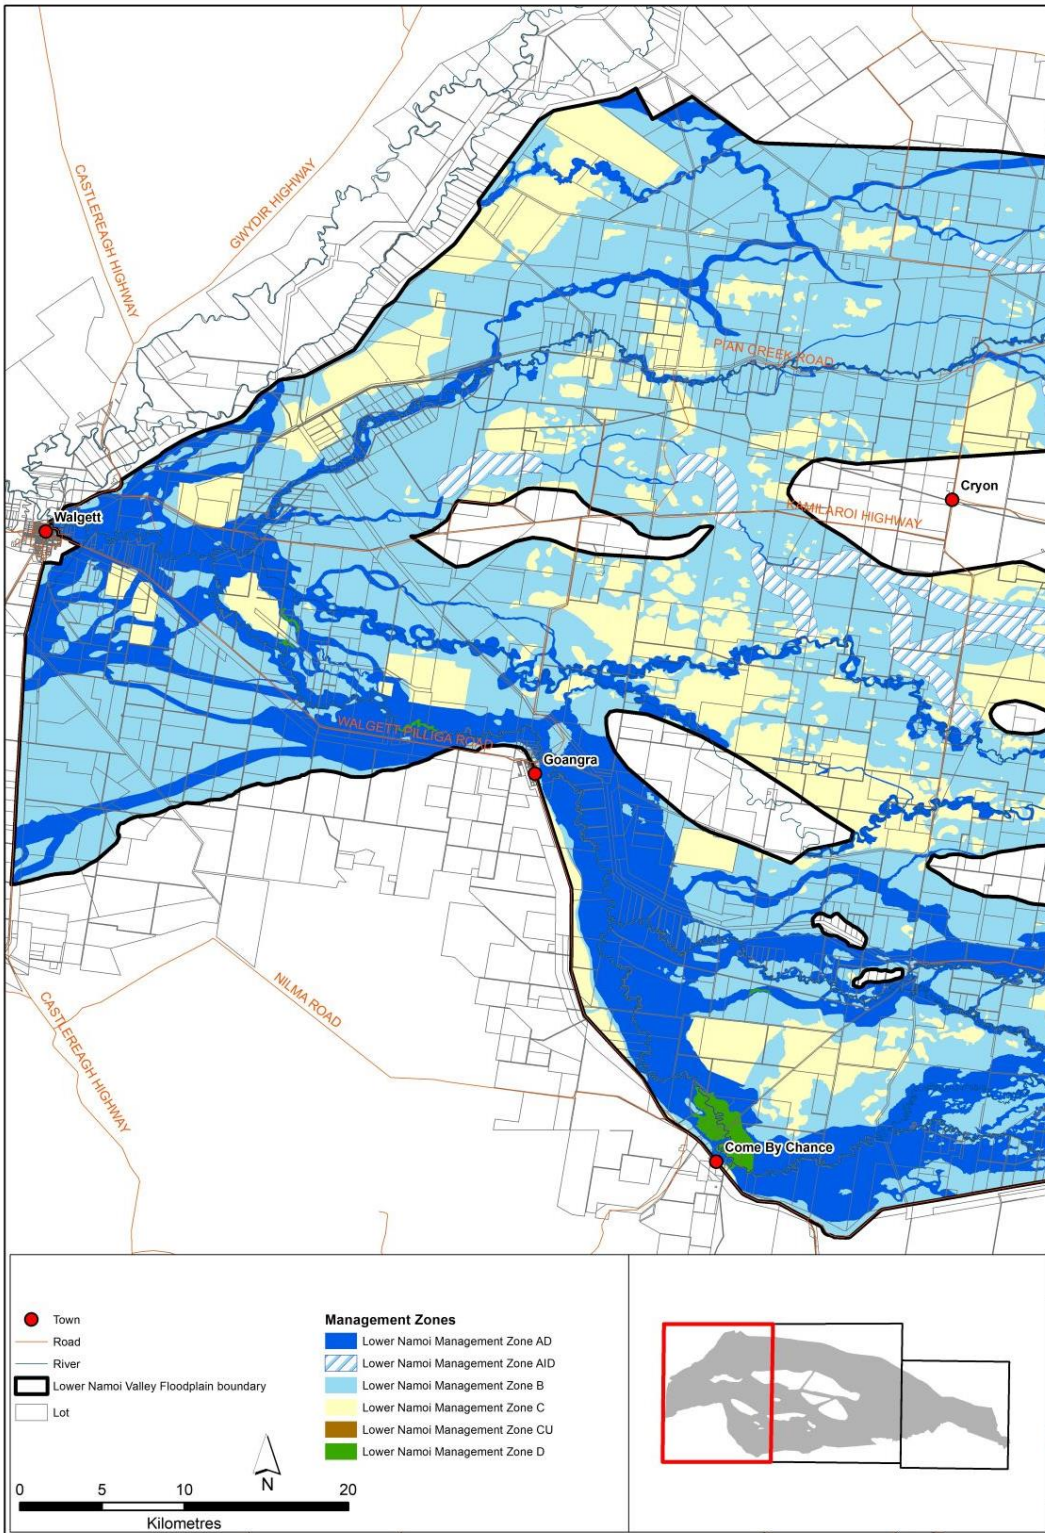 CASTLEREAGH HIGHWAY
GWYDIR HIGHWAY
PIAN CREEK ROAD
Cryon
KAMILAROI HIGHWAY
Walgett
WALGETT PILLIGA ROAD
Goangra
NILMA ROAD
CASTLEREAGH HIGHWAY
Come By Chance
Town
Road
River
Lower Namoi Valley Floodplain boundary
Lot
N
0 5 10 20
Kilometres
Management Zones
Lower Namoi Management Zone AD
Lower Namoi Management Zone AID
Lower Namoi Management Zone B
Lower Namoi Management Zone C
Lower Namoi Management Zone CU
Lower Namoi Management Zone D